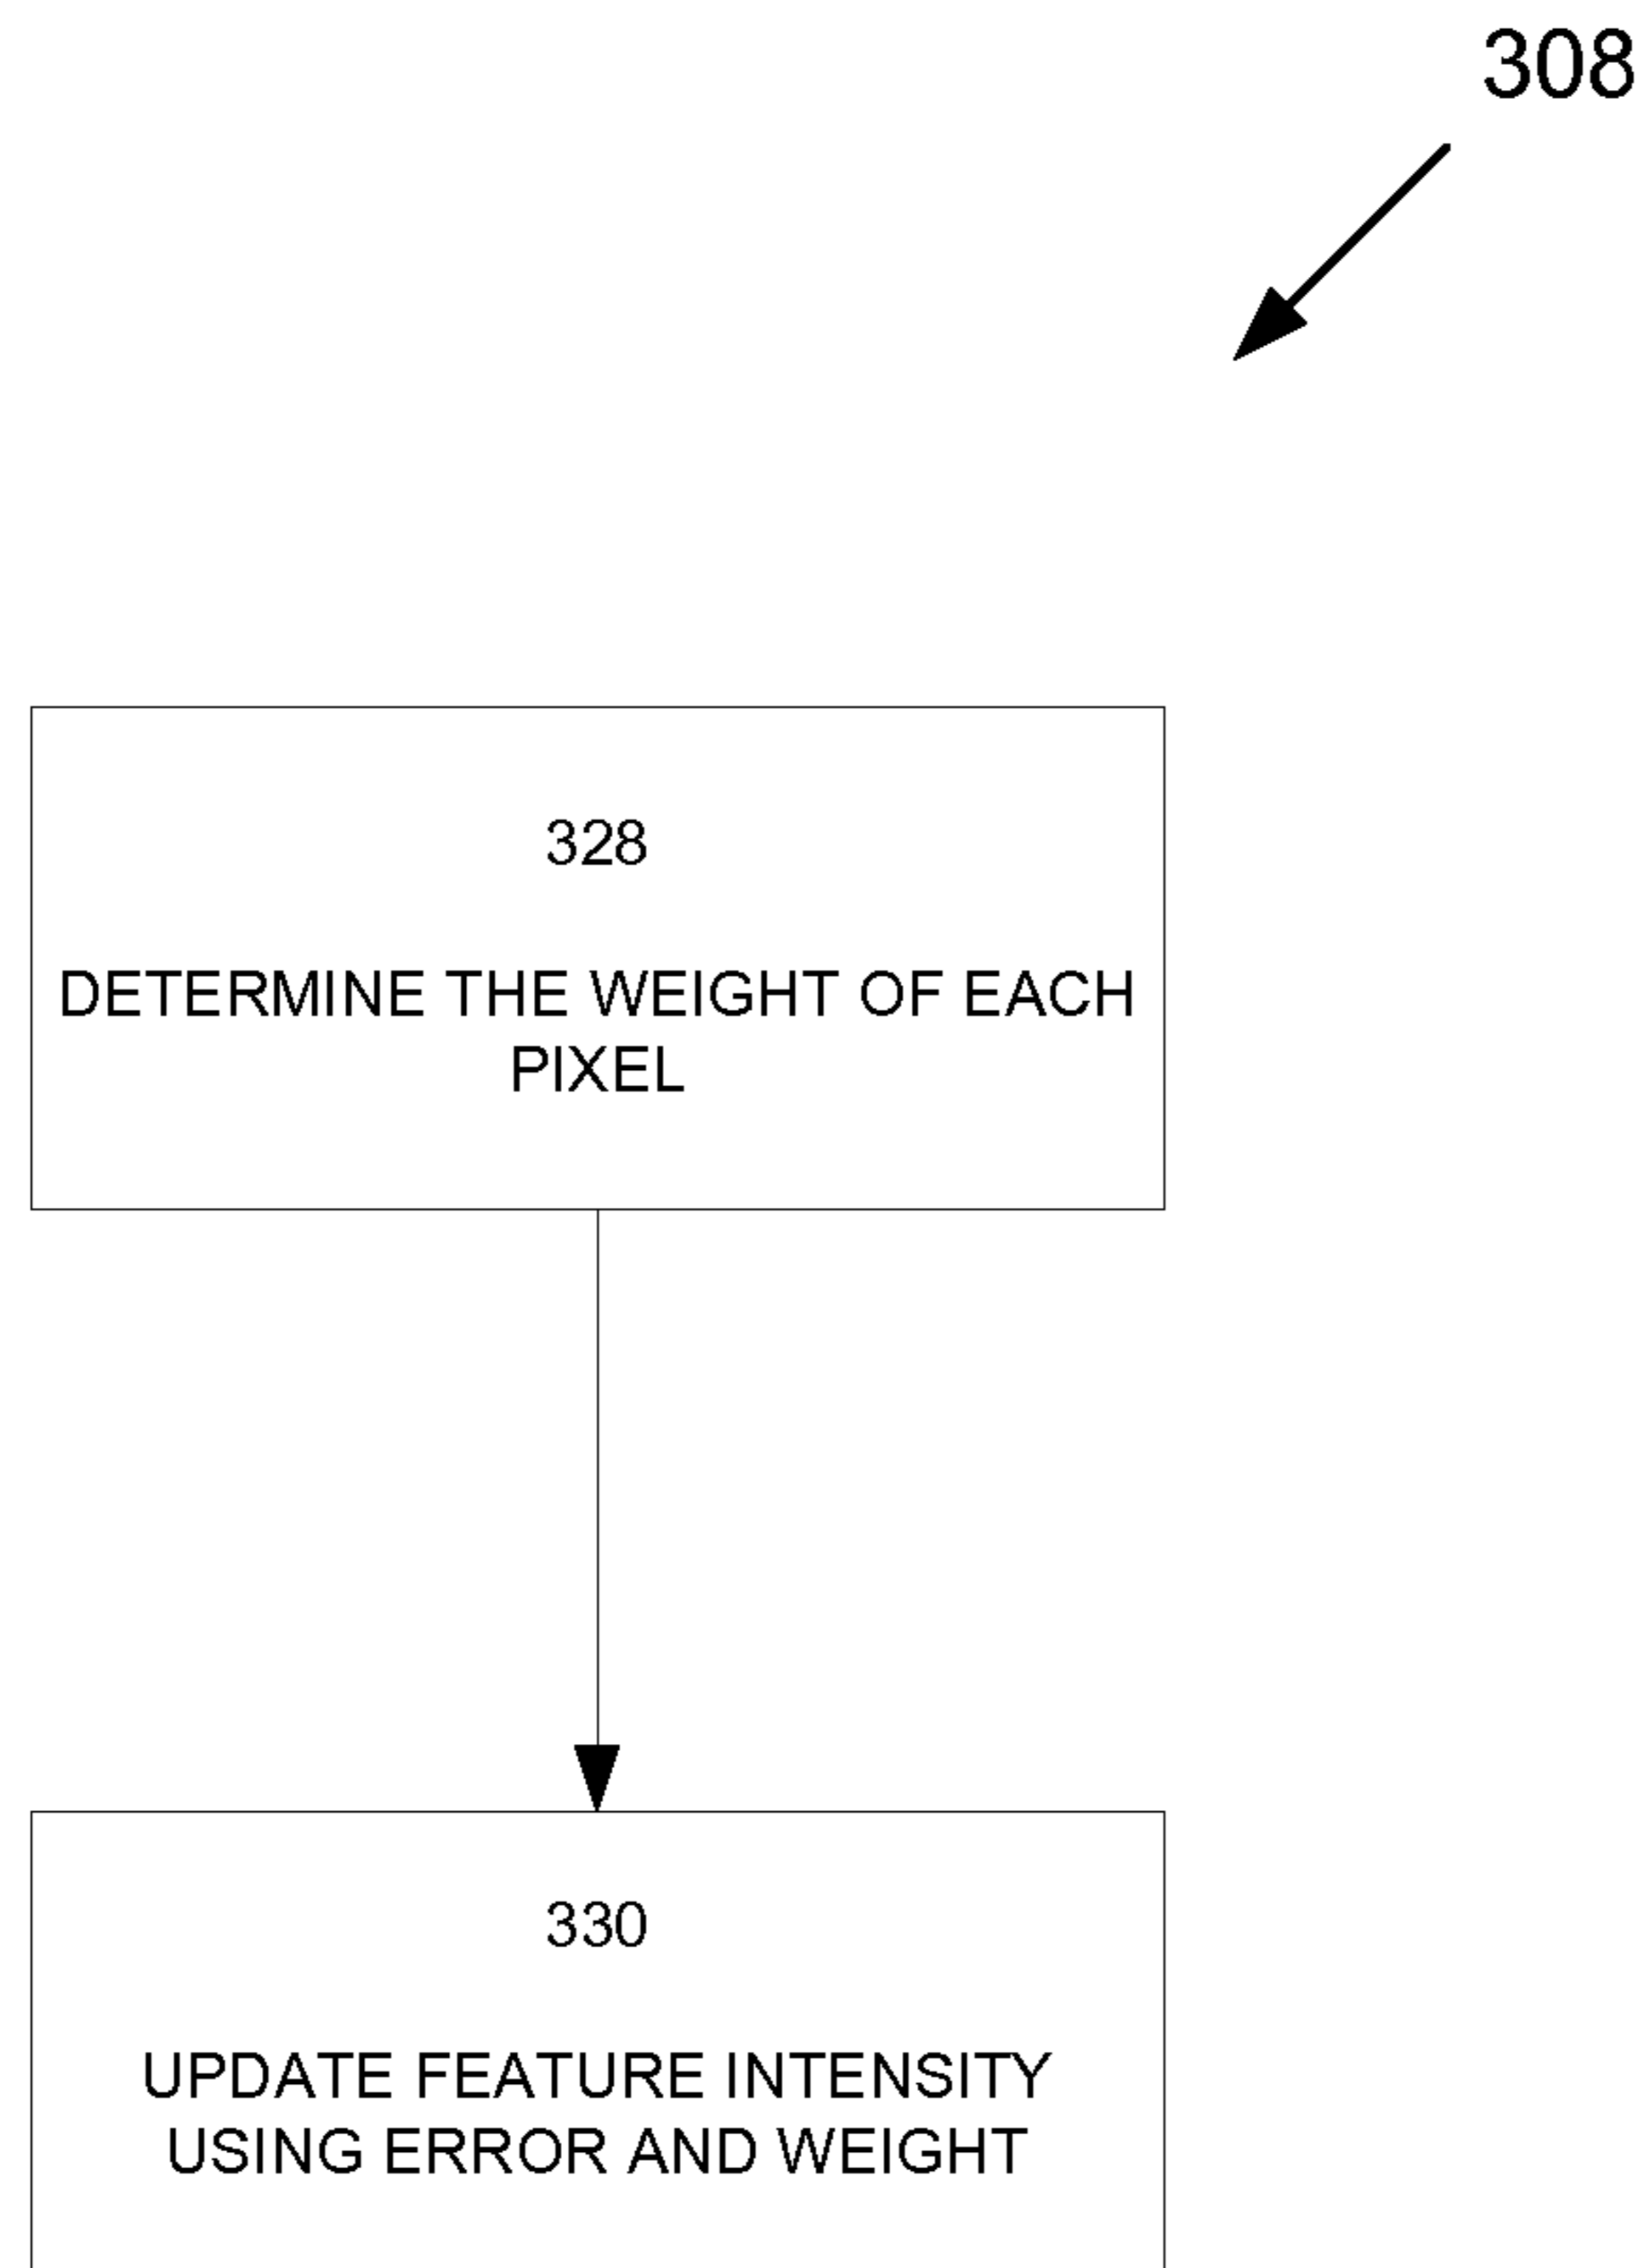 308
328
DETERMINE THE WEIGHT OF EACH
PIXEL
330
UPDATE FEATURE INTENSITY
USING ERROR AND WEIGHT